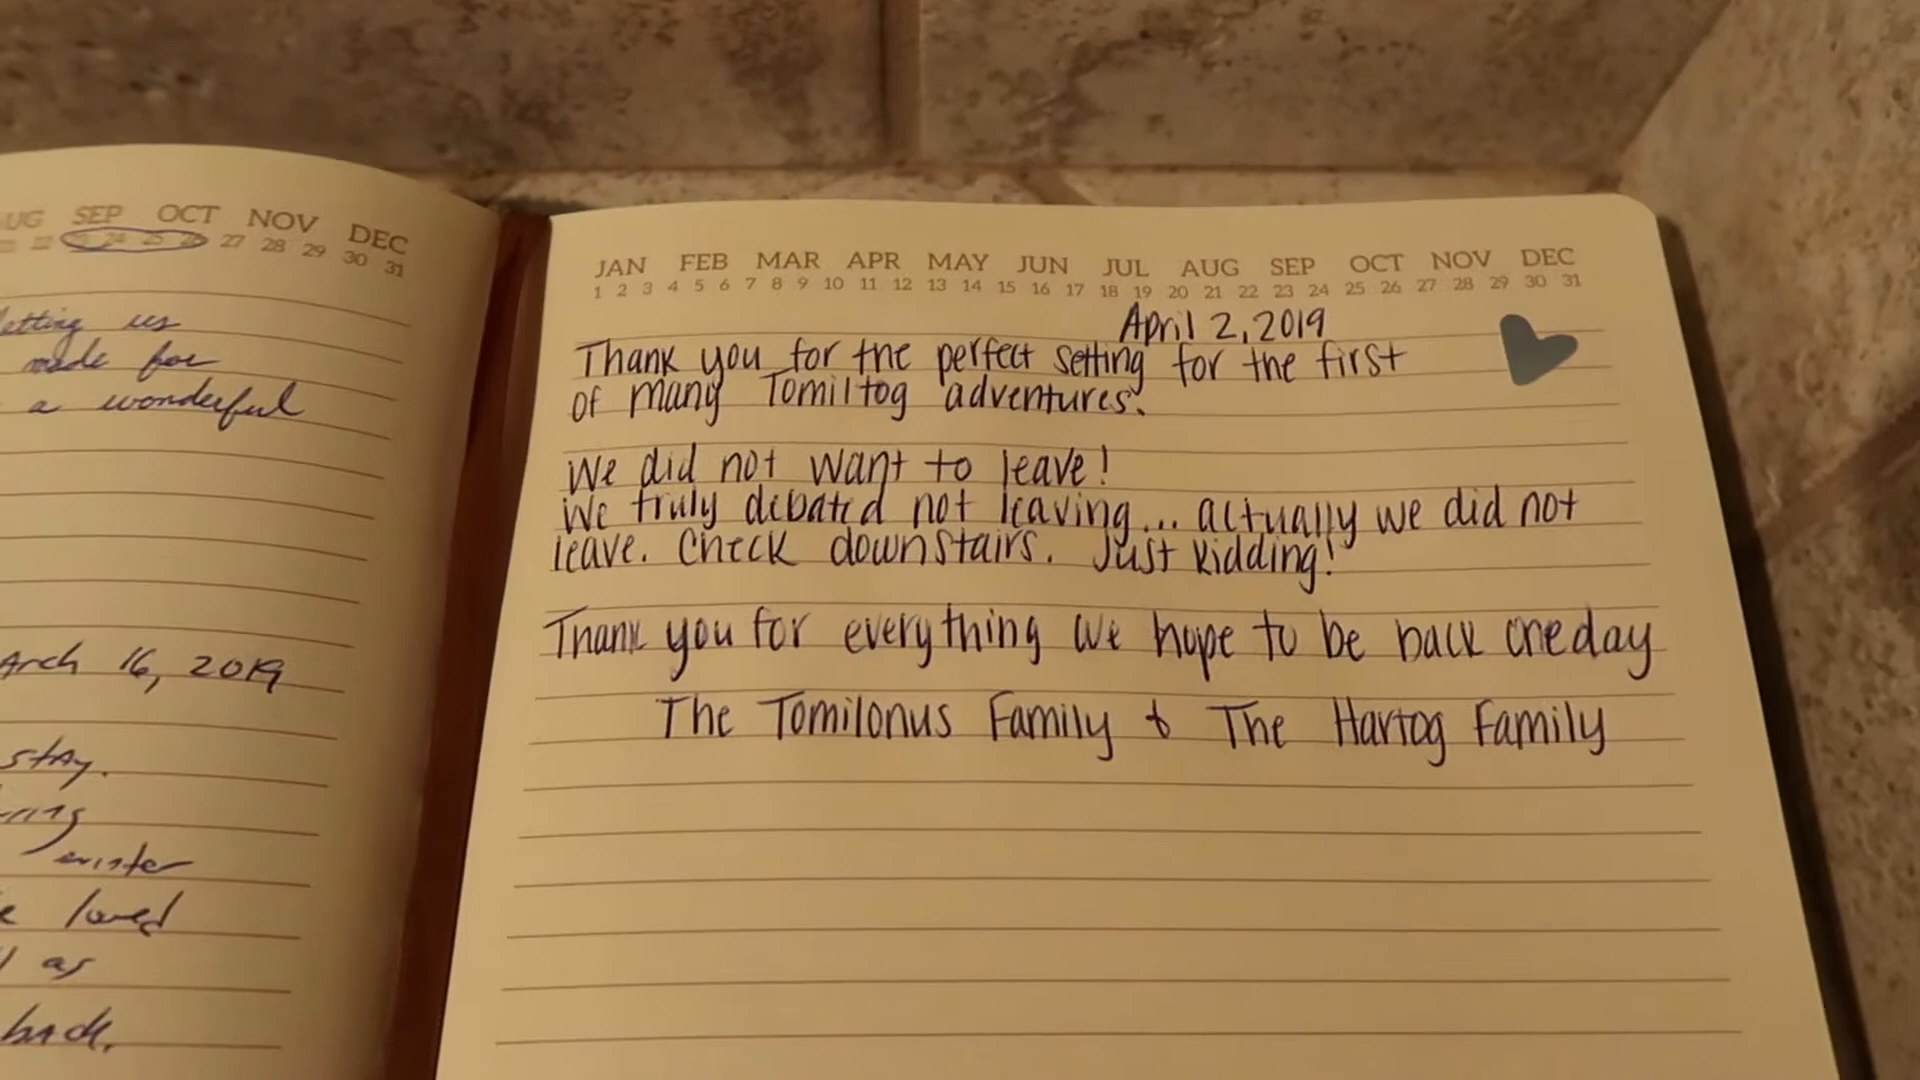 SEP OCT NOV DEC
27 28 29 30 31
letting us
made for
a wonderful
16, 2019
stay.
loved
as
back.
JAN FEB MAR APR MAY JUN JUL AUG SEP OCT NOV DEC
1 2 3 4 5 6 7 8 9 10 11 12 13 14 15 16 17 18 19 20 21 22 23 24 25 26 27 28 29 30 31
April 2, 2019
Thank you for the perfect setting for the first
of many Tomiltog adventures.
We did not want to leave!
We truly debated not leaving... actually we did not
leave. Check downstairs. Just kidding!
Thank you for everything we hope to be back one day
The Tomilonus Family & The Hartog Family